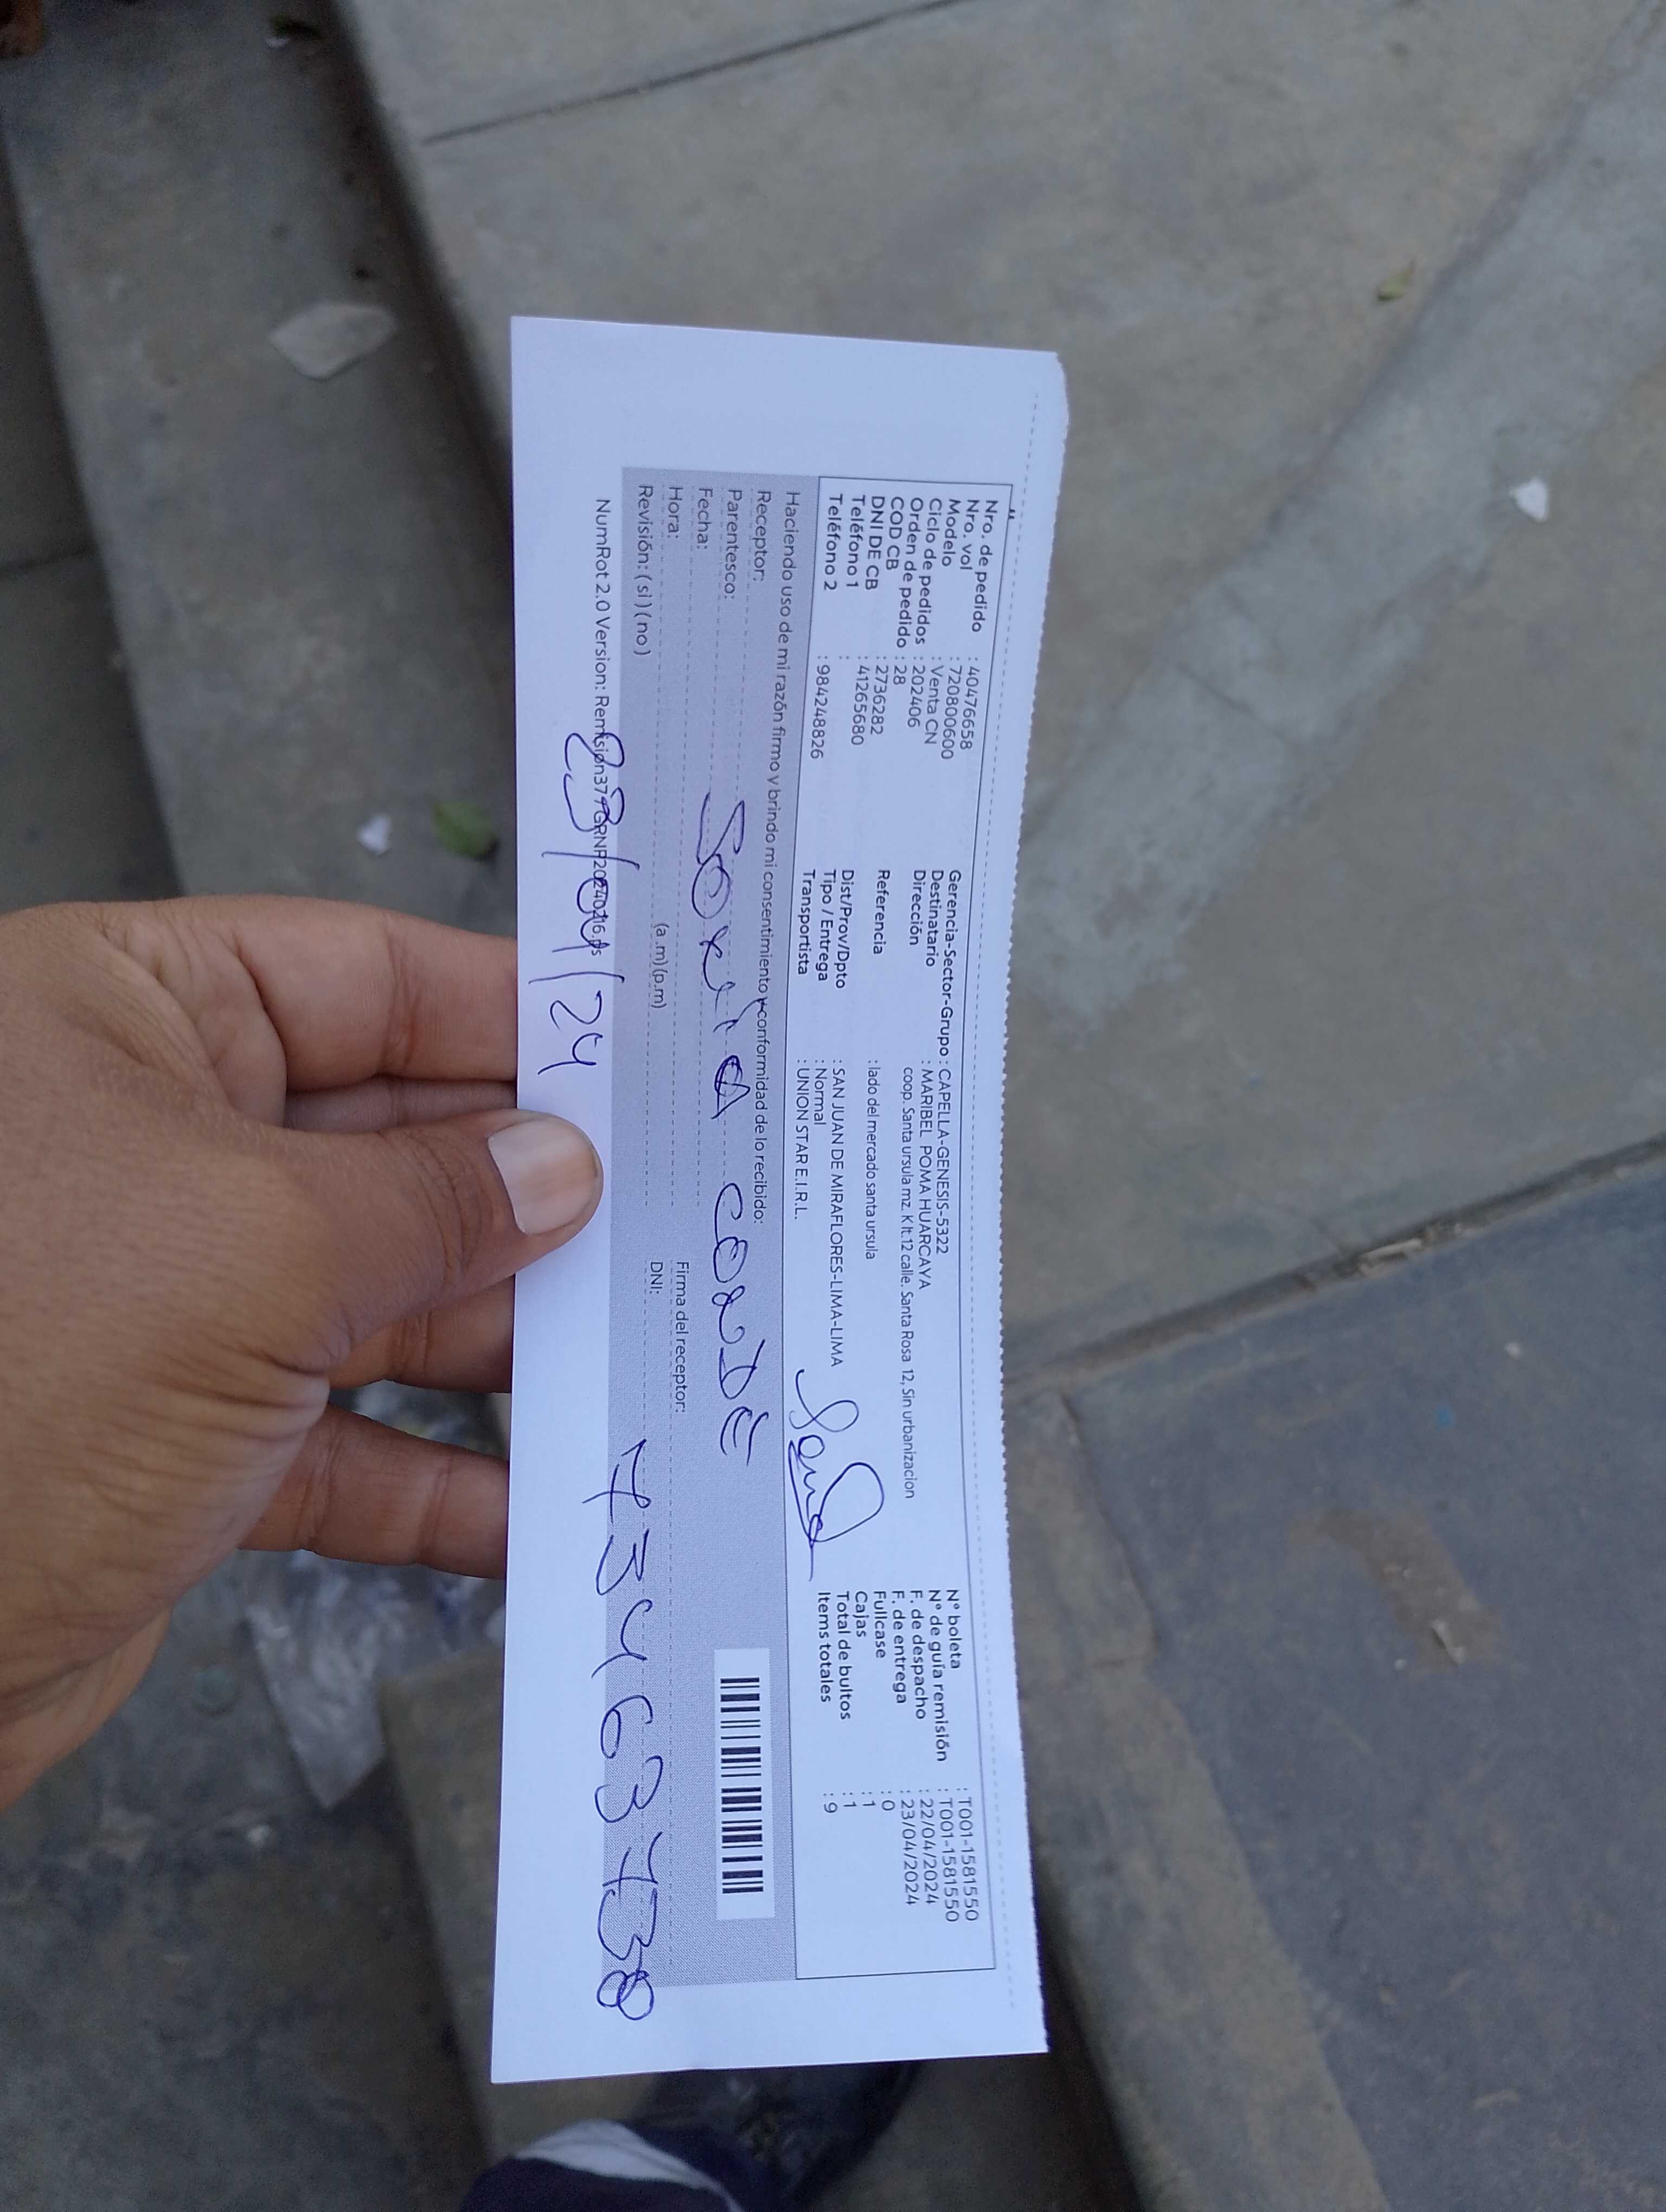 Nro. de pedido : 40476658
Nro. vol : 720800600
Modelo : Venta CN
Ciclo de pedidos : 202406
Orden de pedido : 28
COD CB : 2736282
DNI DE CB : 41265680
Teléfono 1 :
Teléfono 2 : 984248826
Gerencia-Sector-Grupo : CAPELLA-GENESIS-5322
Destinatario : MARIBEL POMA HUARCAYA
Dirección coop. Santa ursula mz. K lt.12 calle. Santa Rosa 12, Sin urbanizacion
Referencia : lado del mercado santa ursula
Dist/Prov/Dpto : SAN JUAN DE MIRAFLORES-LIMA-LIMA
Tipo / Entrega : Normal
Transportista : UNION STAR E.I.R.L.
N° boleta : T001-1581550
N° de guía remisión : T001-1581550
F. de despacho : 22/04/2024
F. de entrega : 23/04/2024
Fullcase : 0
Cajas : 1
Total de bultos : 1
Items totales : 9
Haciendo uso de mi razón firmo y brindo mi consentimiento y conformidad de lo recibido:
Receptor:
Parentesco:
Fecha:
Hora: (a.m)(p.m)
Revisión: (si) (no)
Firma del receptor:
DNI:
73463738
NumRot 2.0 Version:
23/04/24